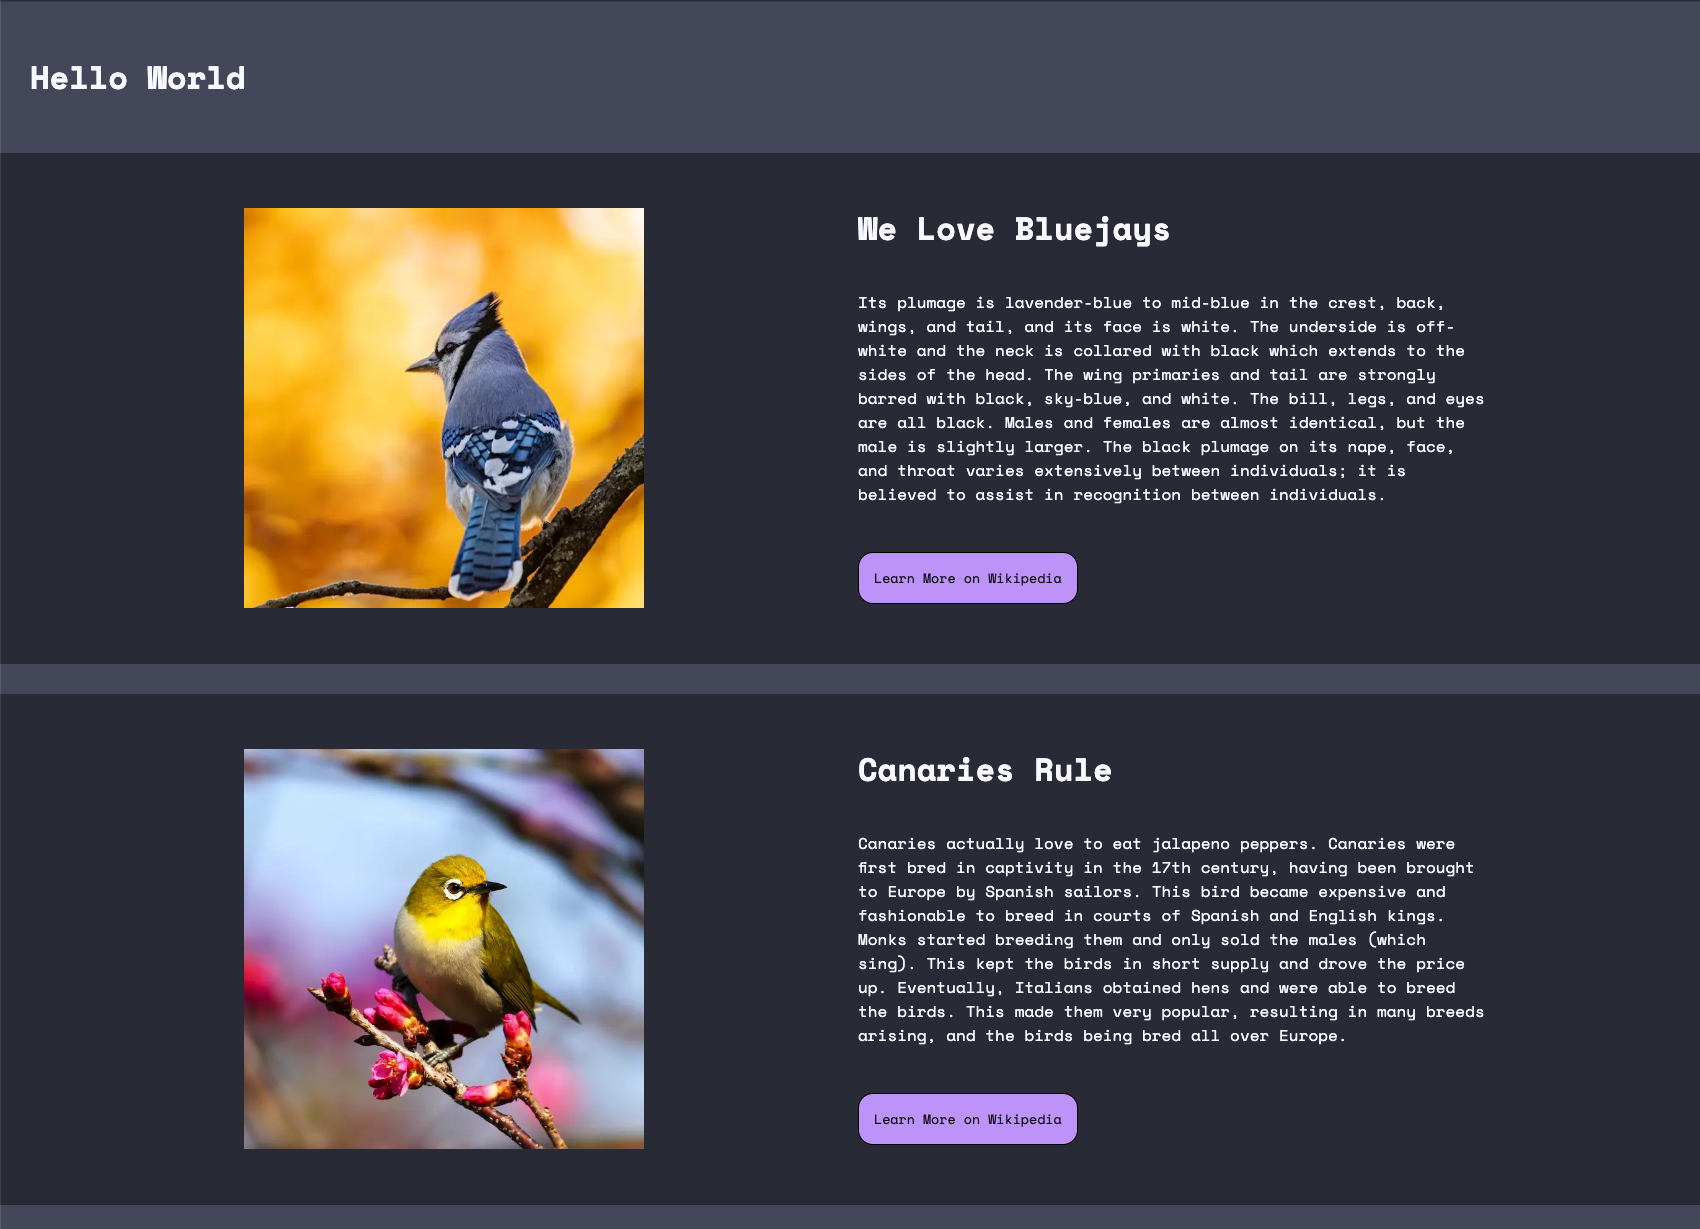 Hello World
We Love Bluejays
Its plumage is lavender-blue to mid-blue in the crest, back,
wings, and tail, and its face is white. The underside is off-
white and the neck is collared with black which extends to the
sides of the head. The wing primaries and tail are strongly
barred with black, sky-blue, and white. The bill, legs, and eyes
are all black. Males and females are almost identical, but the
male is slightly larger. The black plumage on its nape, face,
and throat varies extensively between individuals; it is
believed to assist in recognition between individuals.
Learn More on Wikipedia
Canaries Rule
Canaries actually love to eat jalapeno peppers. Canaries were
first bred in captivity in the 17th century, having been brought
to Europe by Spanish sailors. This bird became expensive and
fashionable to breed in courts of Spanish and English kings.
Monks started breeding them and only sold the males (which
sing). This kept the birds in short supply and drove the price
up. Eventually, Italians obtained hens and were able to breed
the birds. This made them very popular, resulting in many breeds
arising, and the birds being bred all over Europe.
Learn More on Wikipedia